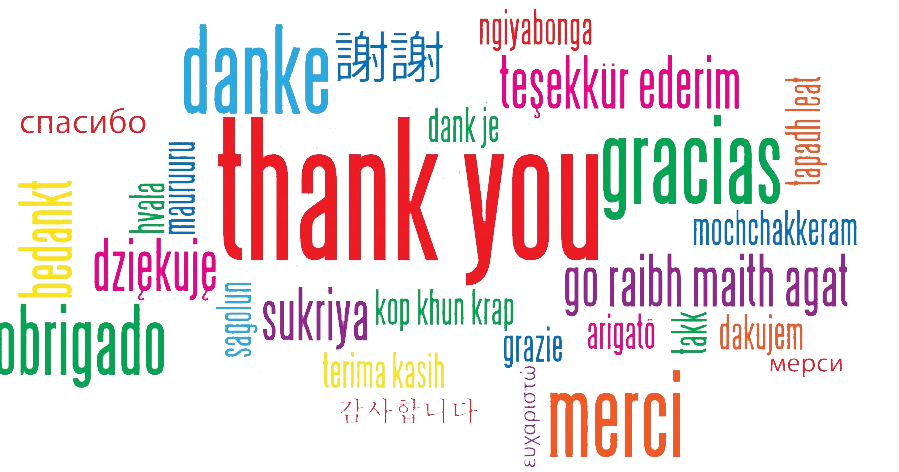 ngiyabonga
danke
謝謝
teşekkür ederim
tapadh leat
спасибо
dank je
thank you
gracias
mauruuru
hvala
bedankt
dziękuję
mochchakkeram
go raibh maith agat
sagolun
sukriya
kop khun krap
obrigado
arigatô
takk
dakujem
grazie
мерси
terima kasih
감사합니다
ευχαριστώ
merci